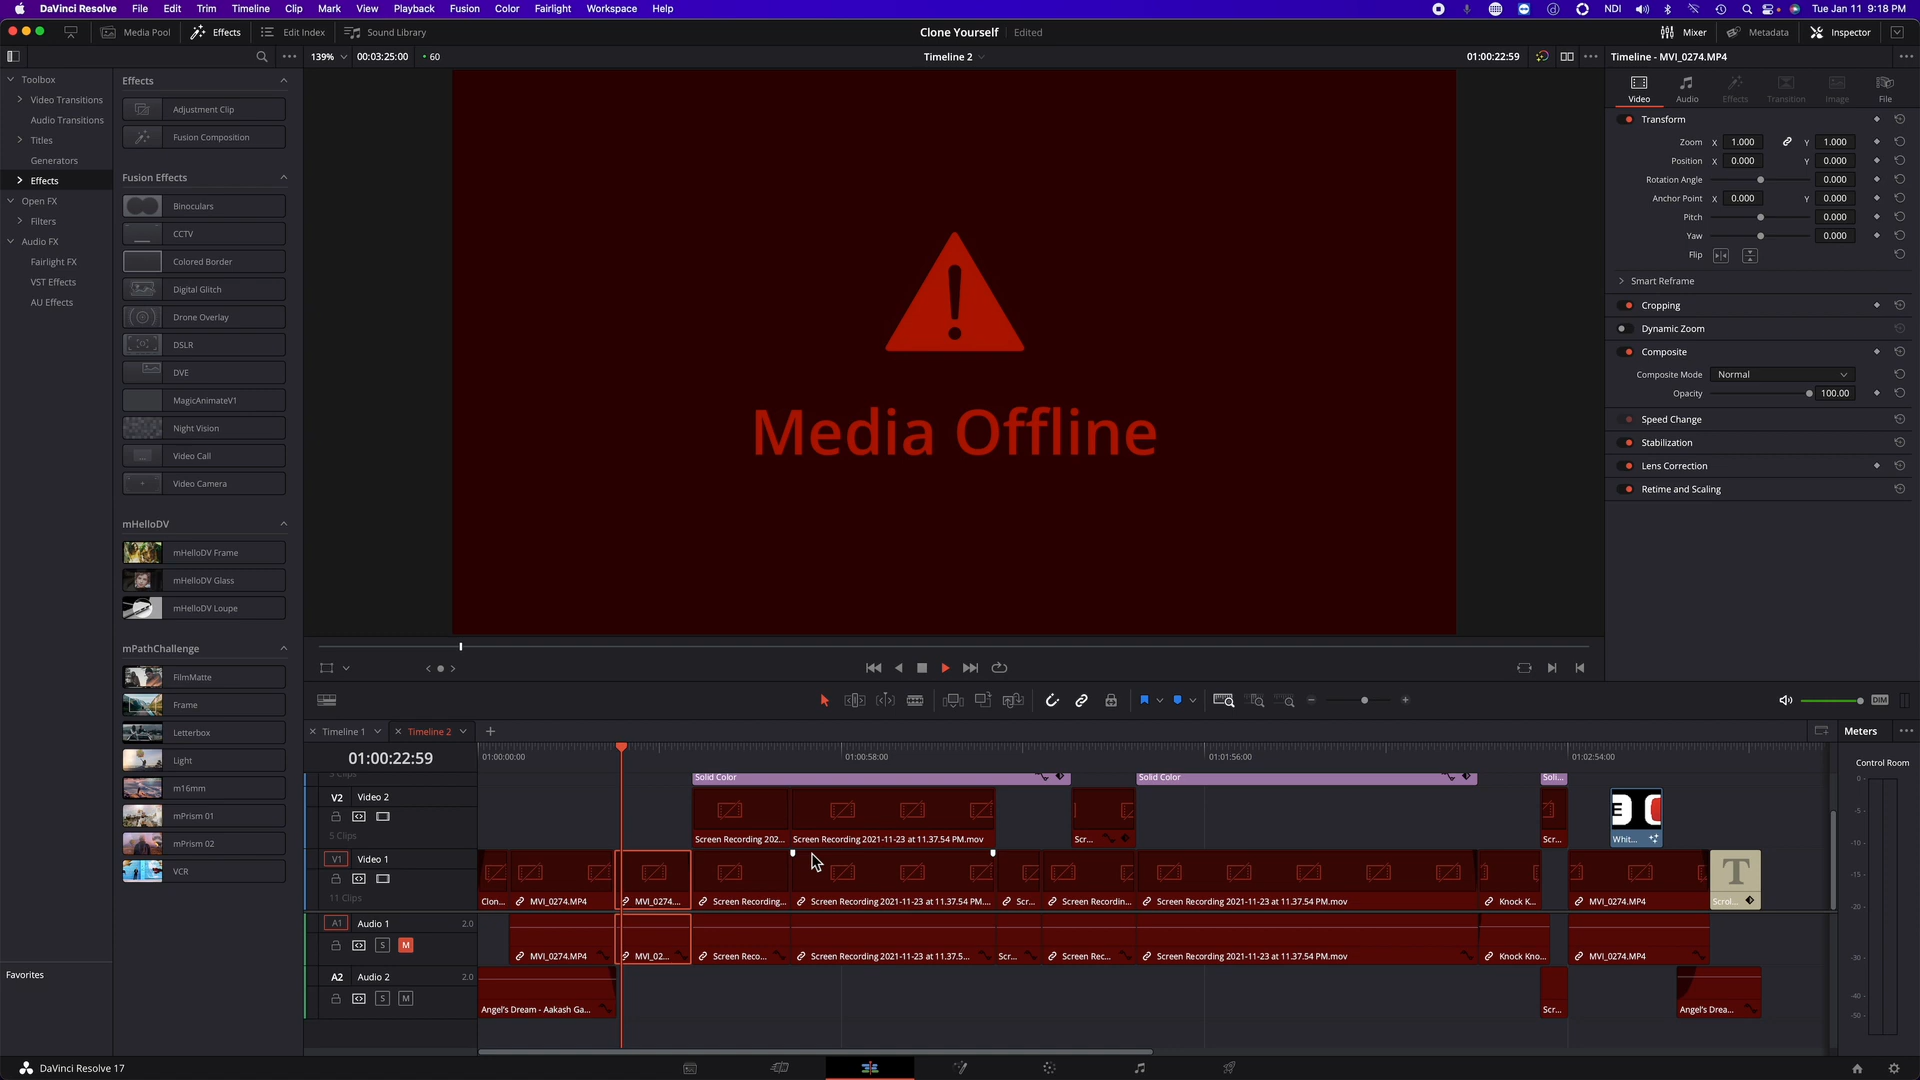 DaVinci Resolve File Edit Trim Timeline Clip Mark View Playback Fusion Color Fairlight Workspace Help
NDI Tue Jan 11 9:18 PM
Media Pool Effects Edit Index Sound Library
Clone Yourself Edited
Mixer Metadata Inspector
139% 00:03:25:00 • 60
Timeline 2
01:00:22:59
Timeline - MVI_0274.MP4
Toolbox
Video Transitions
Audio Transitions
Titles
Generators
Effects
Open FX
Filters
Audio FX
Fairlight FX
VST Effects
AU Effects
Favorites
Effects
Adjustment Clip
Fusion Composition
Fusion Effects
Binoculars
CCTV
Colored Border
Digital Glitch
Drone Overlay
DSLR
DVE
MagicAnimateV1
Night Vision
Video Call
Video Camera
mHelloDV
mHelloDV Frame
mHelloDV Glass
mHelloDV Loupe
mPathChallenge
FilmMatte
Frame
Letterbox
Light
m16mm
mPrism 01
mPrism 02
VCR
Media Offline
Video Audio Effects Transition Image File
Transform
Zoom X 1.000 Y 1.000
Position X 0.000 Y 0.000
Rotation Angle 0.000
Anchor Point X 0.000 Y 0.000
Pitch 0.000
Yaw 0.000
Flip
Smart Reframe
Cropping
Dynamic Zoom
Composite
Composite Mode Normal
Opacity 100.00
Speed Change
Stabilization
Lens Correction
Retime and Scaling
DIM
Timeline 1 Timeline 2
Meters
01:00:22:59
01:00:00:00 01:00:58:00 01:01:56:00 01:02:54:00
Control Room
Solid Color Solid Color Soli...
V2 Video 2
5 Clips
Screen Recording 202... Screen Recording 2021-11-23 at 11.37.54 PM.mov Scr... Scr... Whit...
V1 Video 1
11 Clips
Clon... MVI_0274.MP4 MVI_0274.... Screen Recording... Screen Recording 2021-11-23 at 11.37.54 PM.... Scr... Screen Recordin... Screen Recording 2021-11-23 at 11.37.54 PM.mov Knock K... MVI_0274.MP4 Scrol...
T
A1 Audio 1 2.0
S M
MVI_0274.MP4 MVI_02... Screen Reco... Screen Recording 2021-11-23 at 11.37.5... Scr... Screen Rec... Screen Recording 2021-11-23 at 11.37.54 PM.mov Knock Kno... MVI_0274.MP4
A2 Audio 2 2.0
S M
Angel's Dream - Aakash Ga... Scr... Angel's Drea...
0
-5
-10
-15
-20
-30
-40
-50
DaVinci Resolve 17